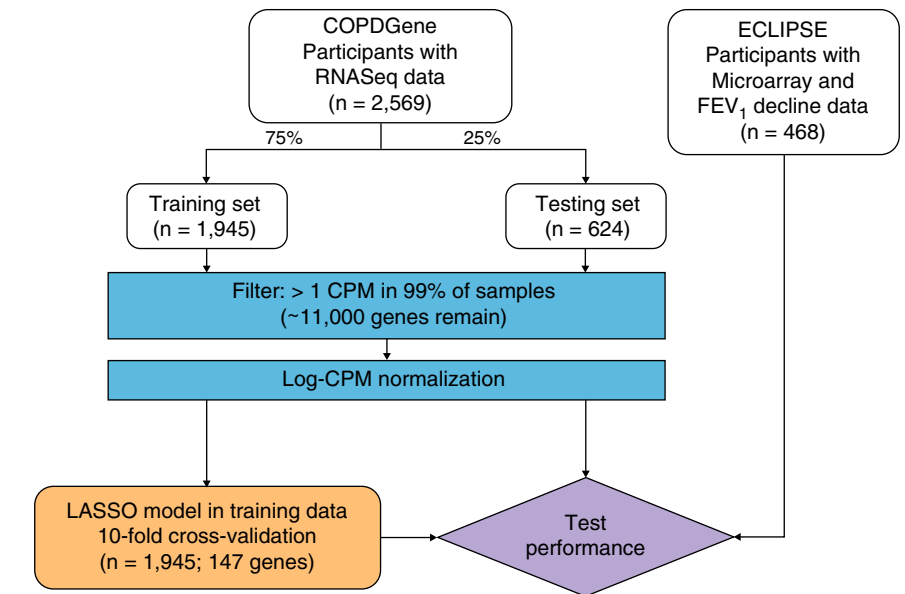 COPDGene
Participants with
RNASeq data
(n = 2,569)
ECLIPSE
Participants with
Microarray and
FEV1 decline data
(n = 468)
75%
25%
Training set
(n = 1,945)
Testing set
(n = 624)
Filter: > 1 CPM in 99% of samples
(~11,000 genes remain)
Log-CPM normalization
LASSO model in training data
10-fold cross-validation
(n = 1,945; 147 genes)
Test
performance